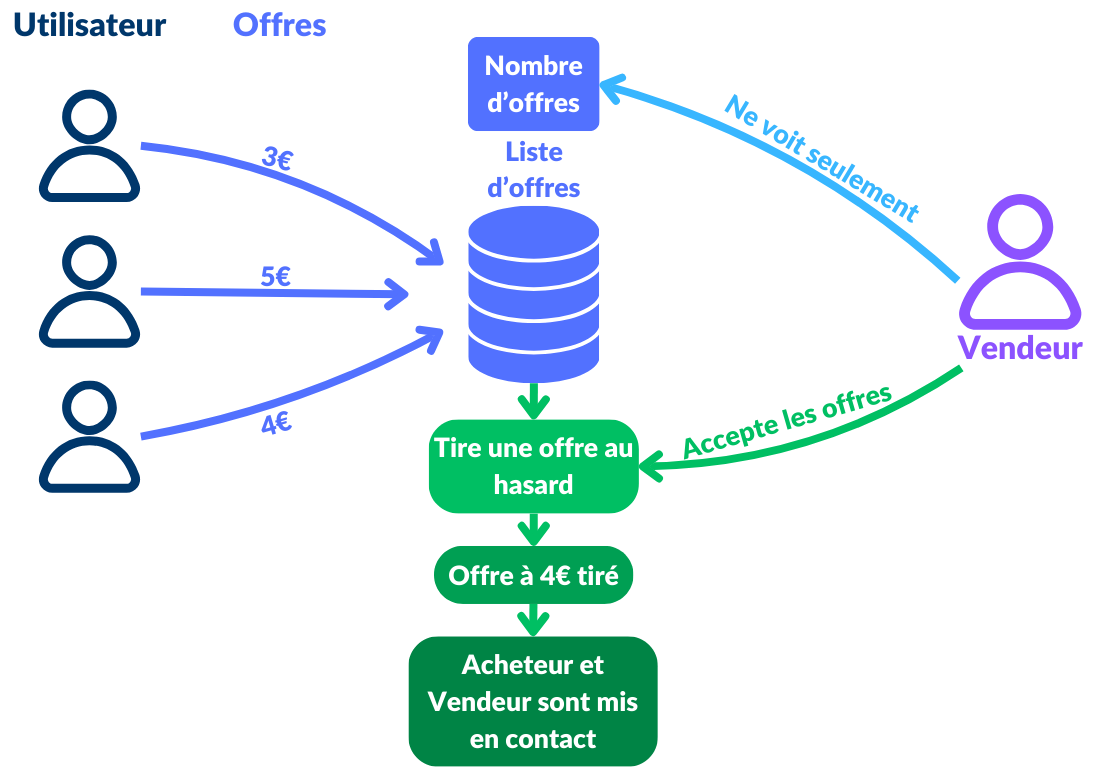 Utilisateur
Offres
Nombre
d'offres
Liste
d'offres
3€
5€
4€
Ne voit seulement
Vendeur
Accepte les offres
Tire une offre au
hasard
Offre à 4€ tiré
Acheteur et
Vendeur sont mis
en contact